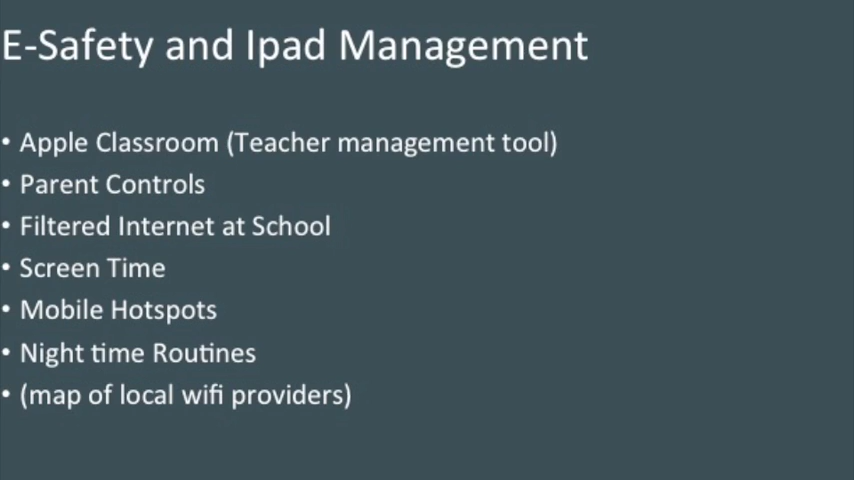 E-Safety and Ipad Management
• Apple Classroom (Teacher management tool)
• Parent Controls
• Filtered Internet at School
• Screen Time
• Mobile Hotspots
• Night time Routines
• (map of local wifi providers)